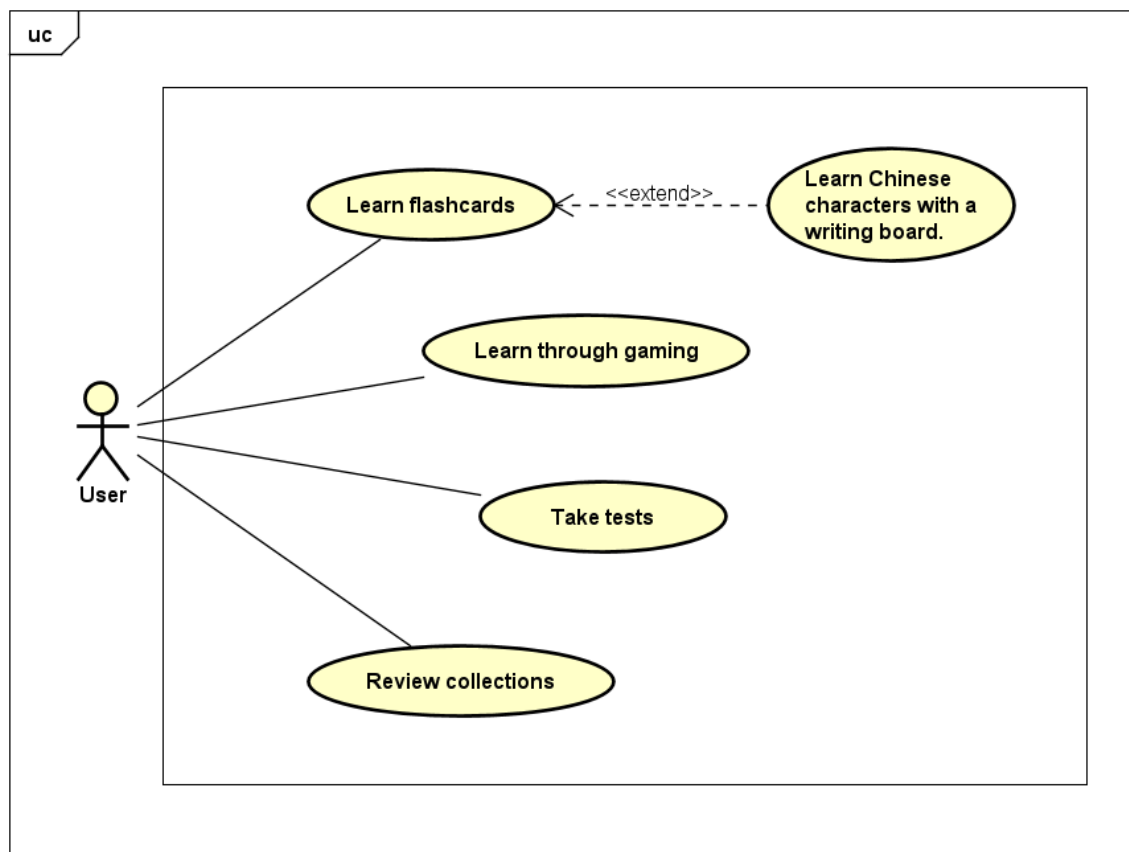 uc
Learn flashcards
<<extend>>
Learn Chinese
characters with a
writing board.
Learn through gaming
User
Take tests
Review collections